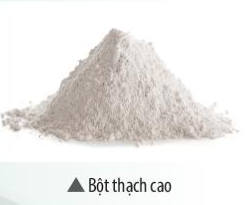 ▲ Bột thạch cao